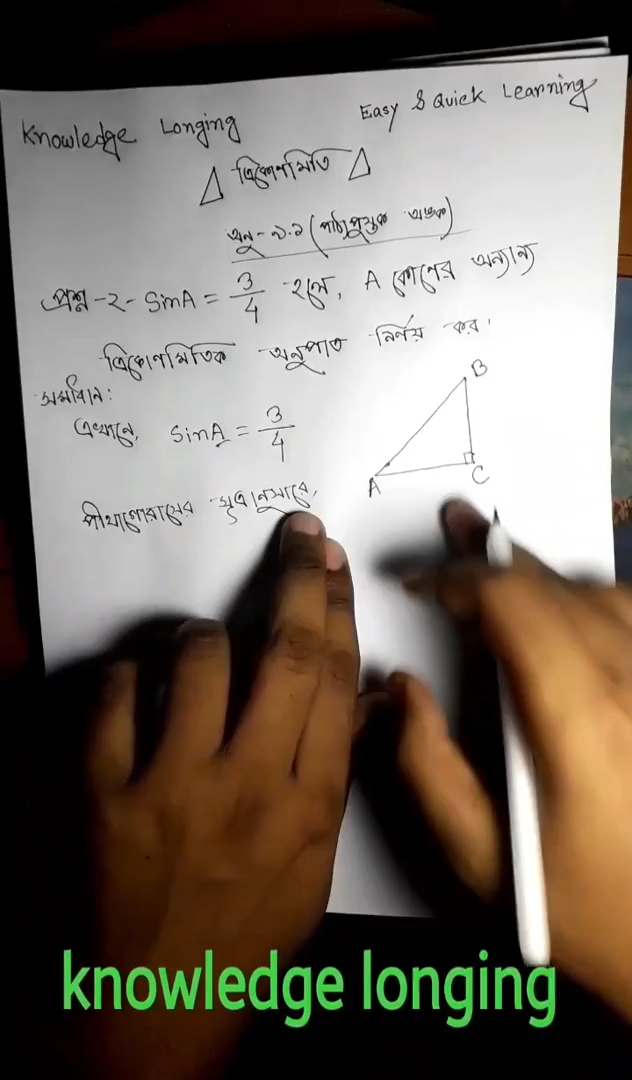 Knowledge Longing
Easy & Quick Learning
Δ ত্রিকোণমিতি Δ
অনু-৯.১ (পাঠ্যপুস্তক অঙ্ক)
প্রশ্ন-২- SinA = 3/4 হলে, A কোণের অন্যান্য
ত্রিকোণমিতিক অনুপাত নির্ণয় কর।
সমাধান:
এখানে, SinA = 3/4
B
A
C
পীথাগোরাসের সূত্রানুসারে,
knowledge longing